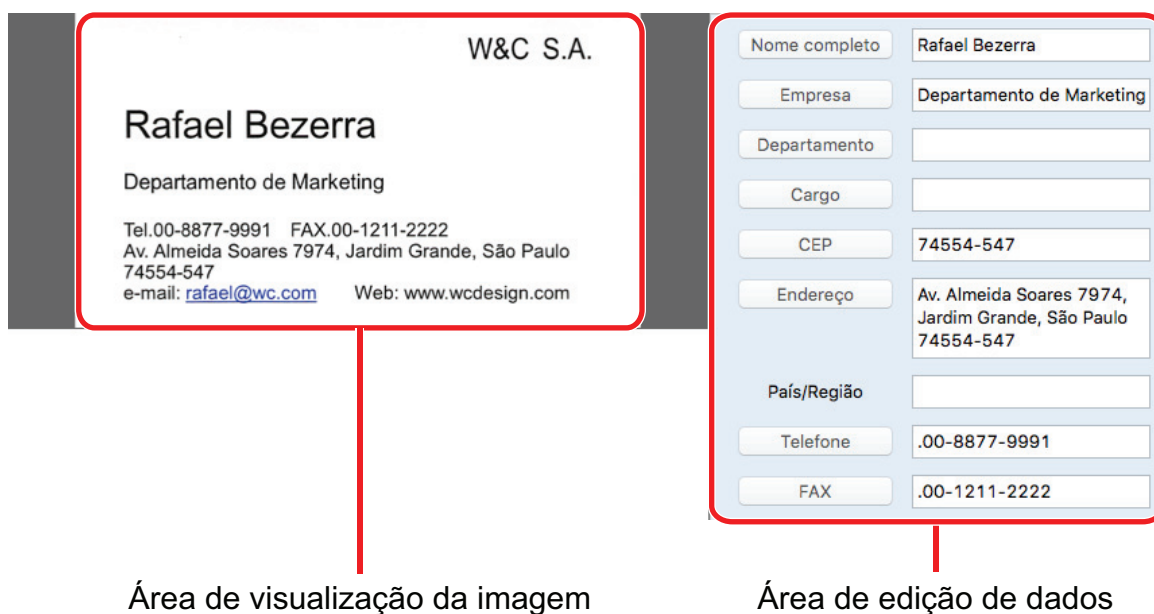 W&C S.A.
Rafael Bezerra
Departamento de Marketing
Tel.00-8877-9991 FAX.00-1211-2222
Av. Almeida Soares 7974, Jardim Grande, São Paulo
74554-547
e-mail: rafael@wc.com Web: www.wcdesign.com
Nome completo Rafael Bezerra
Empresa Departamento de Marketing
Departamento
Cargo
CEP 74554-547
Endereço Av. Almeida Soares 7974,
Jardim Grande, São Paulo
74554-547
País/Região
Telefone .00-8877-9991
FAX .00-1211-2222
Área de visualização da imagem
Área de edição de dados